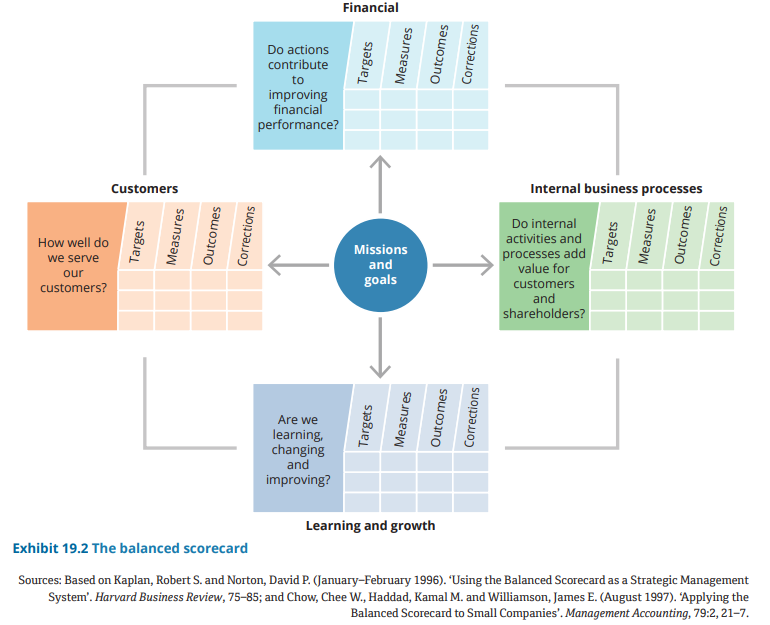 Financial
Do actions
contribute
to
improving
financial
performance?
Targets
Measures
Outcomes
Corrections
Customers
How well do
we serve
our
customers?
Targets
Measures
Outcomes
Corrections
Missions
and
goals
Internal business processes
Do internal
activities and
processes add
value for
customers
and
shareholders?
Targets
Measures
Outcomes
Corrections
Are we
learning,
changing
and
improving?
Targets
Measures
Outcomes
Corrections
Learning and growth
Exhibit 19.2 The balanced scorecard
Sources: Based on Kaplan, Robert S. and Norton, David P. (January–February 1996). ‘Using the Balanced Scorecard as a Strategic Management
System’. Harvard Business Review, 75–85; and Chow, Chee W., Haddad, Kamal M. and Williamson, James E. (August 1997). ‘Applying the
Balanced Scorecard to Small Companies’. Management Accounting, 79:2, 21–7.